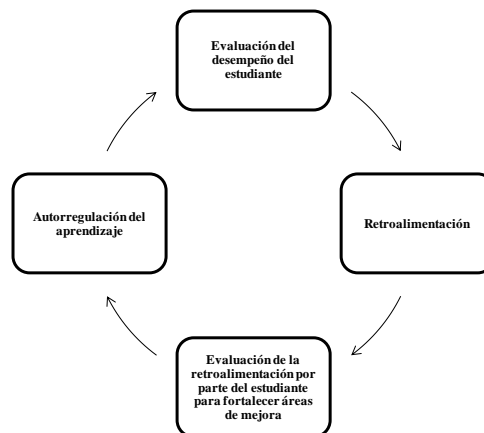 Evaluación del
desempeño del
estudiante
Retroalimentación
Evaluación de la
retroalimentación por
parte del estudiante
para fortalecer áreas
de mejora
Autorregulación del
aprendizaje